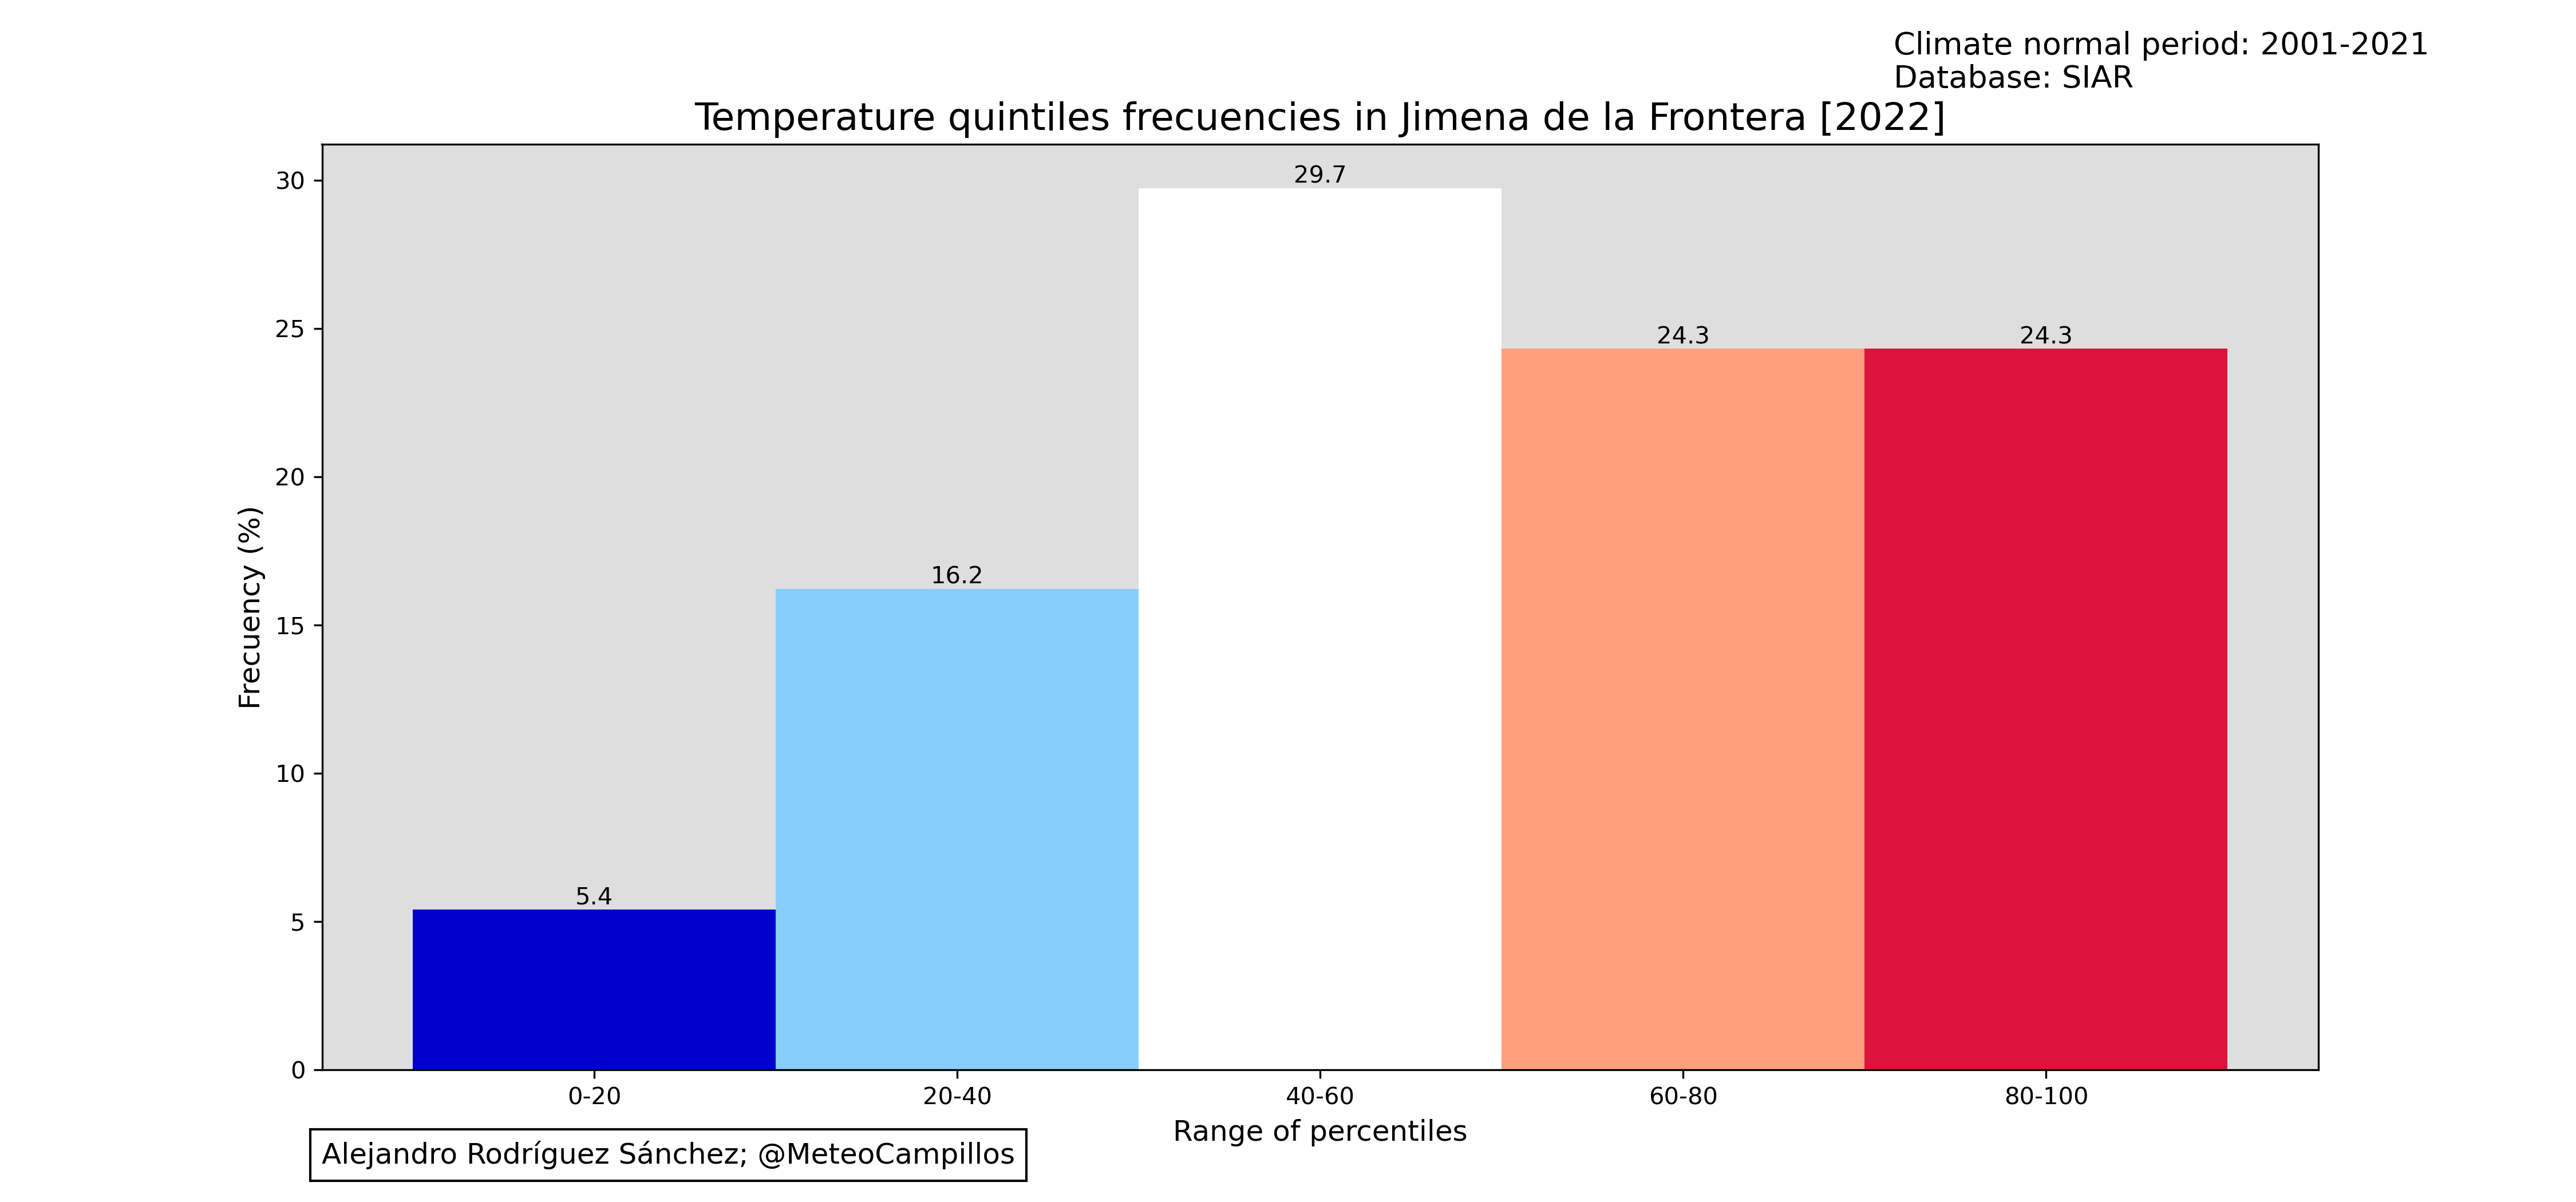 Climate normal period: 2001-2021
Database: SIAR
Temperature quintiles frecuencies in Jimena de la Frontera [2022]
Frecuency (%)
30
25
20
15
10
5
0
5.4
16.2
29.7
24.3
24.3
0-20
20-40
40-60
60-80
80-100
Range of percentiles
Alejandro Rodríguez Sánchez; @MeteoCampillos